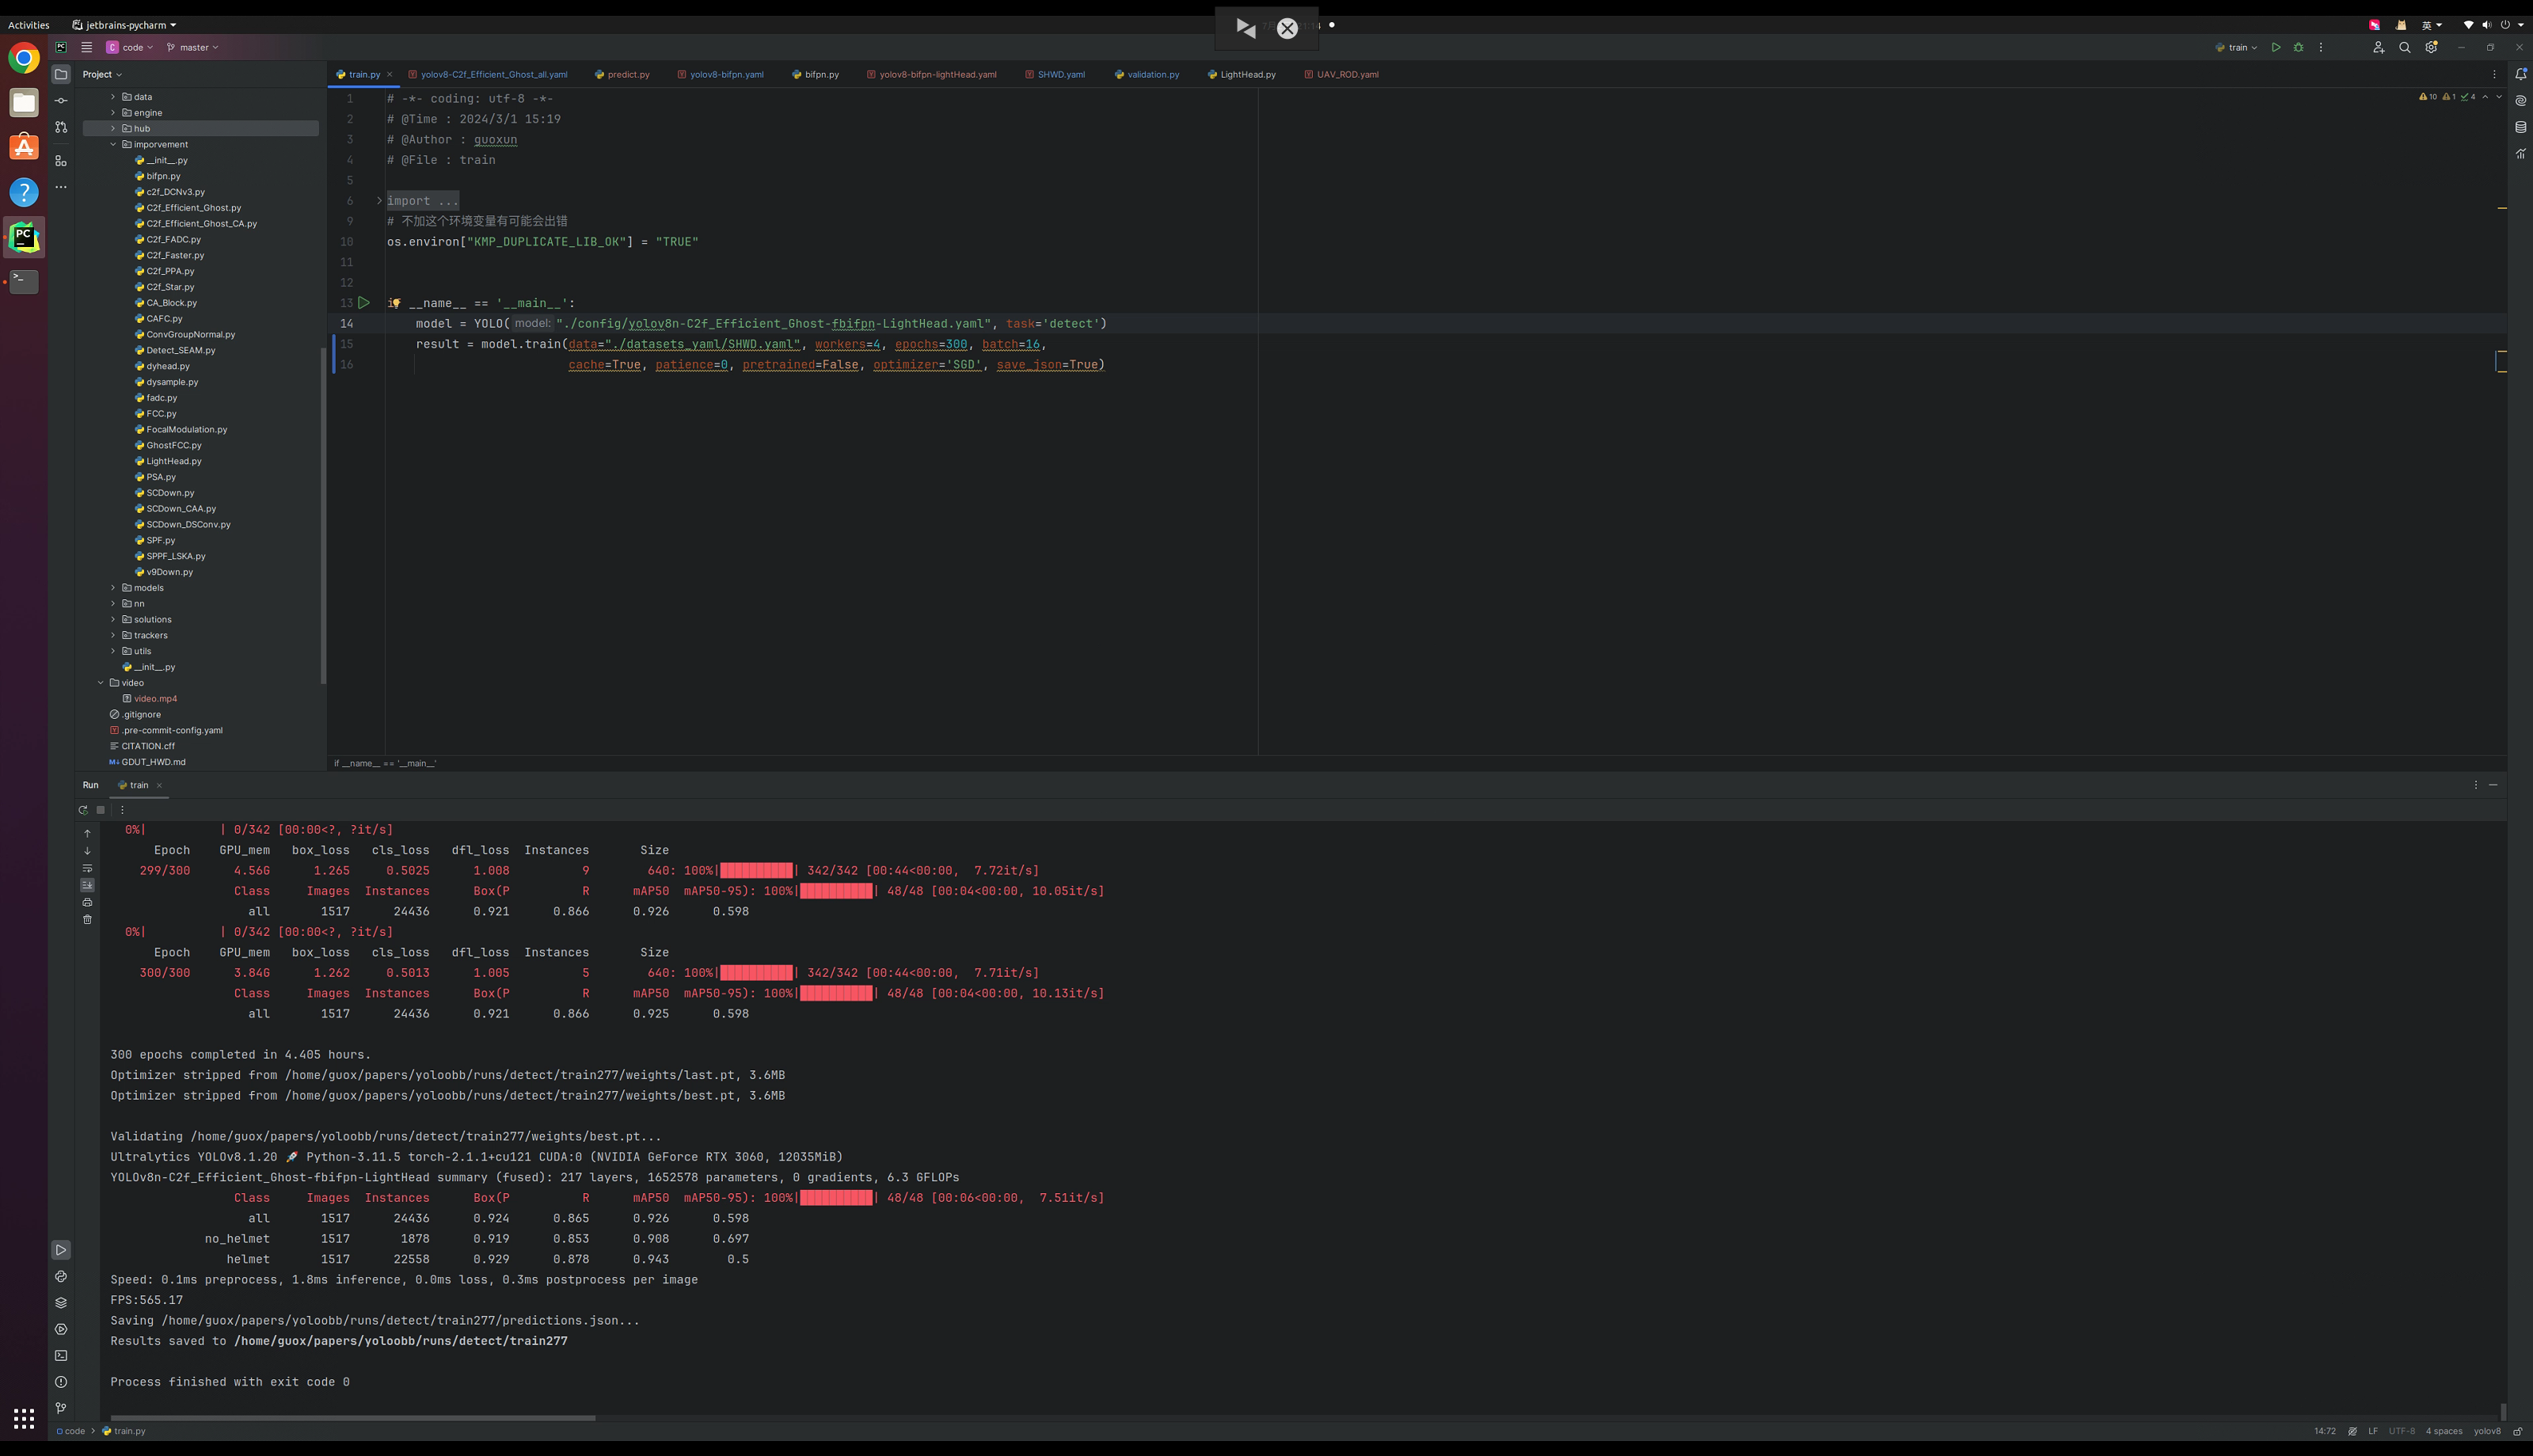 Activities
jetbrains-pycharm
英
code
master
train
Project
train.py
yolov8-C2f_Efficient_Ghost_all.yaml
predict.py
yolov8-bifpn.yaml
bifpn.py
yolov8-bifpn-lightHead.yaml
SHWD.yaml
validation.py
LightHead.py
UAV_ROD.yaml
data
engine
hub
imporvement
__init__.py
bifpn.py
c2f_DCNv3.py
C2f_Efficient_Ghost.py
C2f_Efficient_Ghost_CA.py
C2f_FADC.py
C2f_Faster.py
C2f_PPA.py
C2f_Star.py
CA_Block.py
CAFC.py
ConvGroupNormal.py
Detect_SEAM.py
dyhead.py
dysample.py
fadc.py
FCC.py
FocalModulation.py
GhostFCC.py
LightHead.py
PSA.py
SCDown.py
SCDown_CAA.py
SCDown_DSConv.py
SPF.py
SPPF_LSKA.py
v9Down.py
models
nn
solutions
trackers
utils
__init__.py
video
video.mp4
.gitignore
.pre-commit-config.yaml
CITATION.cff
GDUT_HWD.md
10 1 4
1 # -*- coding: utf-8 -*-
2 # @Time : 2024/3/1 15:19
3 # @Author : guoxun
4 # @File : train
5
6 import ...
9 # 不加这个环境变量有可能会出错
10 os.environ["KMP_DUPLICATE_LIB_OK"] = "TRUE"
11
12
13 if __name__ == '__main__':
14 model = YOLO( model: "./config/yolov8n-C2f_Efficient_Ghost-fbifpn-LightHead.yaml", task='detect')
15 result = model.train(data="./datasets_yaml/SHWD.yaml", workers=4, epochs=300, batch=16,
16 cache=True, patience=0, pretrained=False, optimizer='SGD', save_json=True)
if __name__ == '__main__'
Run train
0%| | 0/342 [00:00<?, ?it/s]
Epoch GPU_mem box_loss cls_loss dfl_loss Instances Size
299/300 4.56G 1.265 0.5025 1.008 9 640: 100%|██████████| 342/342 [00:44<00:00, 7.72it/s]
Class Images Instances Box(P R mAP50 mAP50-95): 100%|██████████| 48/48 [00:04<00:00, 10.05it/s]
all 1517 24436 0.921 0.866 0.926 0.598
0%| | 0/342 [00:00<?, ?it/s]
Epoch GPU_mem box_loss cls_loss dfl_loss Instances Size
300/300 3.84G 1.262 0.5013 1.005 5 640: 100%|██████████| 342/342 [00:44<00:00, 7.71it/s]
Class Images Instances Box(P R mAP50 mAP50-95): 100%|██████████| 48/48 [00:04<00:00, 10.13it/s]
all 1517 24436 0.921 0.866 0.925 0.598
300 epochs completed in 4.405 hours.
Optimizer stripped from /home/guox/papers/yoloobb/runs/detect/train277/weights/last.pt, 3.6MB
Optimizer stripped from /home/guox/papers/yoloobb/runs/detect/train277/weights/best.pt, 3.6MB
Validating /home/guox/papers/yoloobb/runs/detect/train277/weights/best.pt...
Ultralytics YOLOv8.1.20 🚀 Python-3.11.5 torch-2.1.1+cu121 CUDA:0 (NVIDIA GeForce RTX 3060, 12035MiB)
YOLOv8n-C2f_Efficient_Ghost-fbifpn-LightHead summary (fused): 217 layers, 1652578 parameters, 0 gradients, 6.3 GFLOPs
Class Images Instances Box(P R mAP50 mAP50-95): 100%|██████████| 48/48 [00:06<00:00, 7.51it/s]
all 1517 24436 0.924 0.865 0.926 0.598
no_helmet 1517 1878 0.919 0.853 0.908 0.697
helmet 1517 22558 0.929 0.878 0.943 0.5
Speed: 0.1ms preprocess, 1.8ms inference, 0.0ms loss, 0.3ms postprocess per image
FPS:565.17
Saving /home/guox/papers/yoloobb/runs/detect/train277/predictions.json...
Results saved to /home/guox/papers/yoloobb/runs/detect/train277
Process finished with exit code 0
code > train.py
14:72 LF UTF-8 4 spaces yolov8